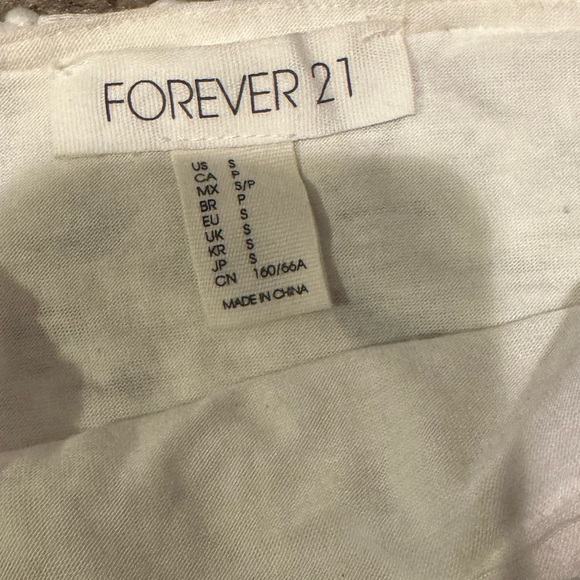 FOREVER 21
US S
CA P
MX S/P
BR P
EU S
UK S
KR S
JP S
CN 160/66A
MADE IN CHINA